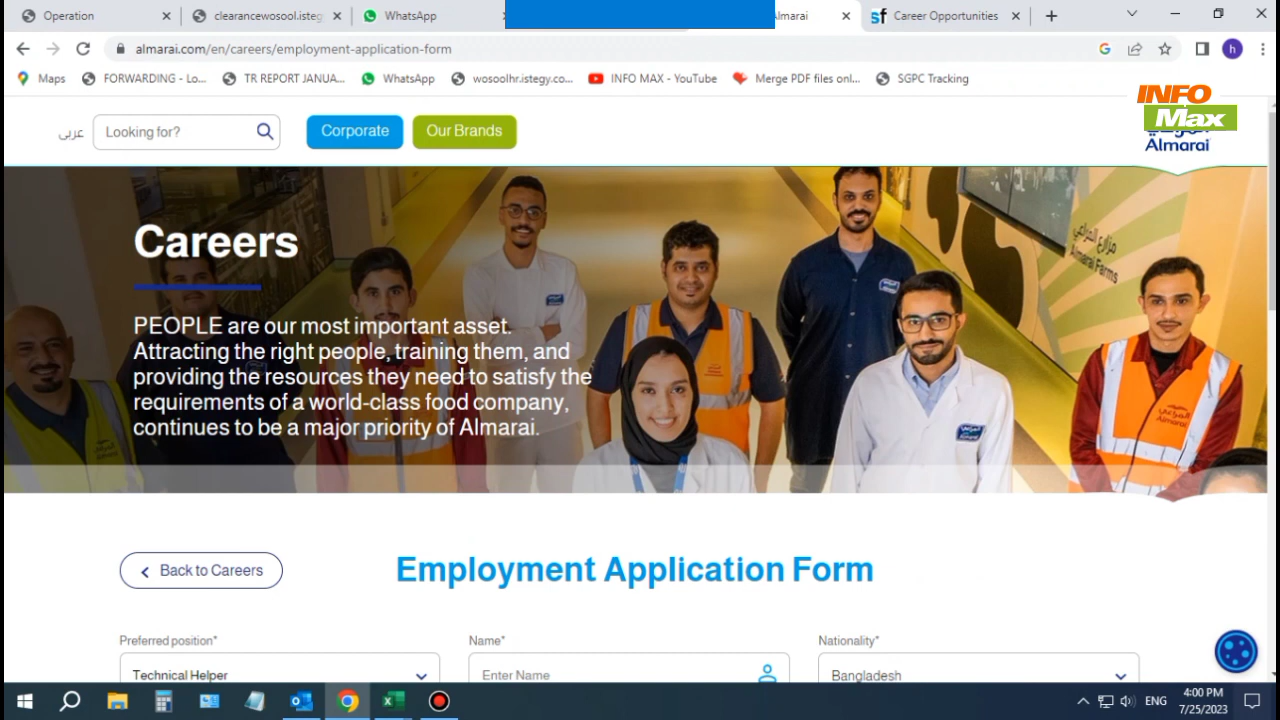 Operation
clearancewosool.isteg
WhatsApp
Almarai
Career Opportunities
almarai.com/en/careers/employment-application-form
h
Maps
FORWARDING - Lo...
TR REPORT JANUA...
WhatsApp
wosoolhr.istegy.co...
INFO MAX - YouTube
Merge PDF files onl...
SGPC Tracking
INFO
Max
عربى
Looking for?
Corporate
Our Brands
Almarai
Careers
مزارع المراعي
Almarai Farms
PEOPLE are our most important asset.
Attracting the right people, training them, and
providing the resources they need to satisfy the
requirements of a world-class food company,
continues to be a major priority of Almarai.
Back to Careers
Employment Application Form
Preferred position*
Name*
Nationality*
Technical Helper
Enter Name
Bangladesh
ENG
4:00 PM
7/25/2023